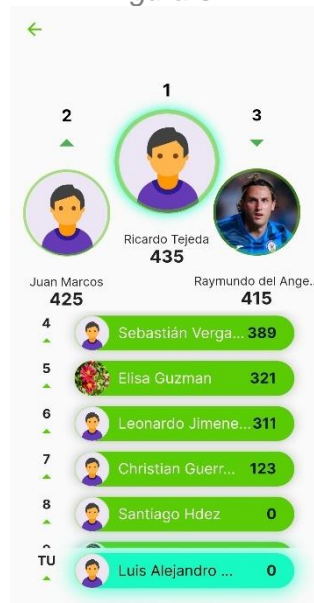 1
2
3
Ricardo Tejeda
435
Juan Marcos
425
Raymundo del Ange..
415
4 Sebastián Verga... 389
5 Elisa Guzman 321
6 Leonardo Jimene... 311
7 Christian Guerr... 123
8 Santiago Hdez 0
TU Luis Alejandro ... 0